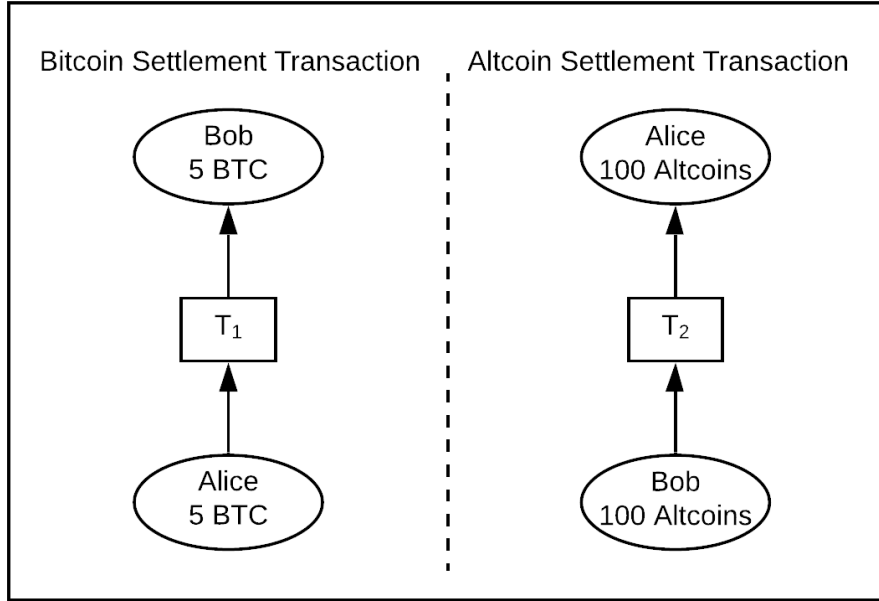 Bitcoin Settlement Transaction
Bob
5 BTC
T₁
Alice
5 BTC
Altcoin Settlement Transaction
Alice
100 Altcoins
T₂
Bob
100 Altcoins